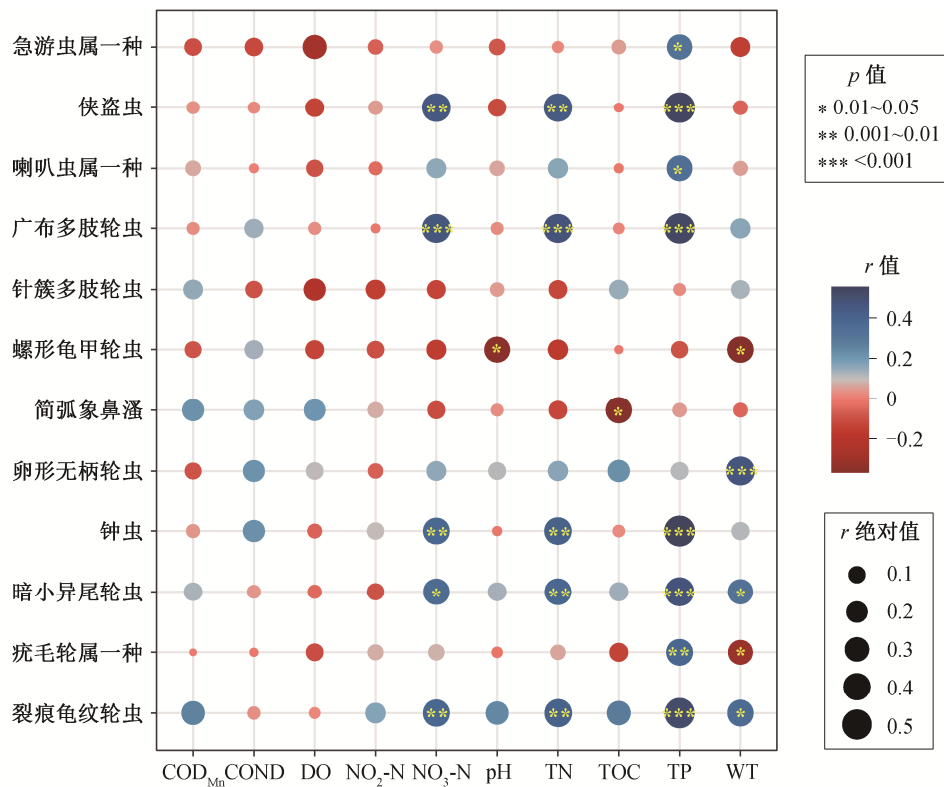 急游虫属一种
*
侠盗虫
** ** ***
喇叭虫属一种
*
广布多肢轮虫
*** *** ***
针簇多肢轮虫
螺形龟甲轮虫
* *
简弧象鼻溞
*
卵形无柄轮虫
***
钟虫
** ** ***
暗小异尾轮虫
* ** *** *
疣毛轮属一种
** *
裂痕龟纹轮虫
** ** *** *
COD_Mn COND DO NO₂-N NO₃-N pH TN TOC TP WT
p 值
* 0.01~0.05
** 0.001~0.01
*** <0.001
r 值
0.4
0.2
0
−0.2
r 绝对值
0.1
0.2
0.3
0.4
0.5